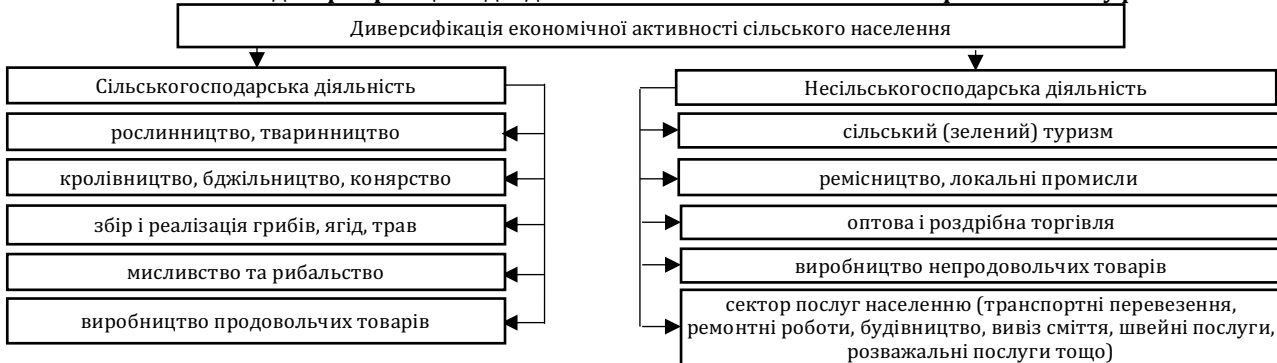 Диверсифікація економічної активності сільського населення
Сільськогосподарська діяльність
рослинництво, тваринництво
кролівництво, бджільництво, конярство
збір і реалізація грибів, ягід, трав
мисливство та рибальство
виробництво продовольчих товарів
Несільськогосподарська діяльність
сільський (зелений) туризм
ремісництво, локальні промисли
оптова і роздрібна торгівля
виробництво непродовольчих товарів
сектор послуг населенню (транспортні перевезення,
ремонтні роботи, будівництво, вивіз сміття, швейні послуги,
розважальні послуги тощо)